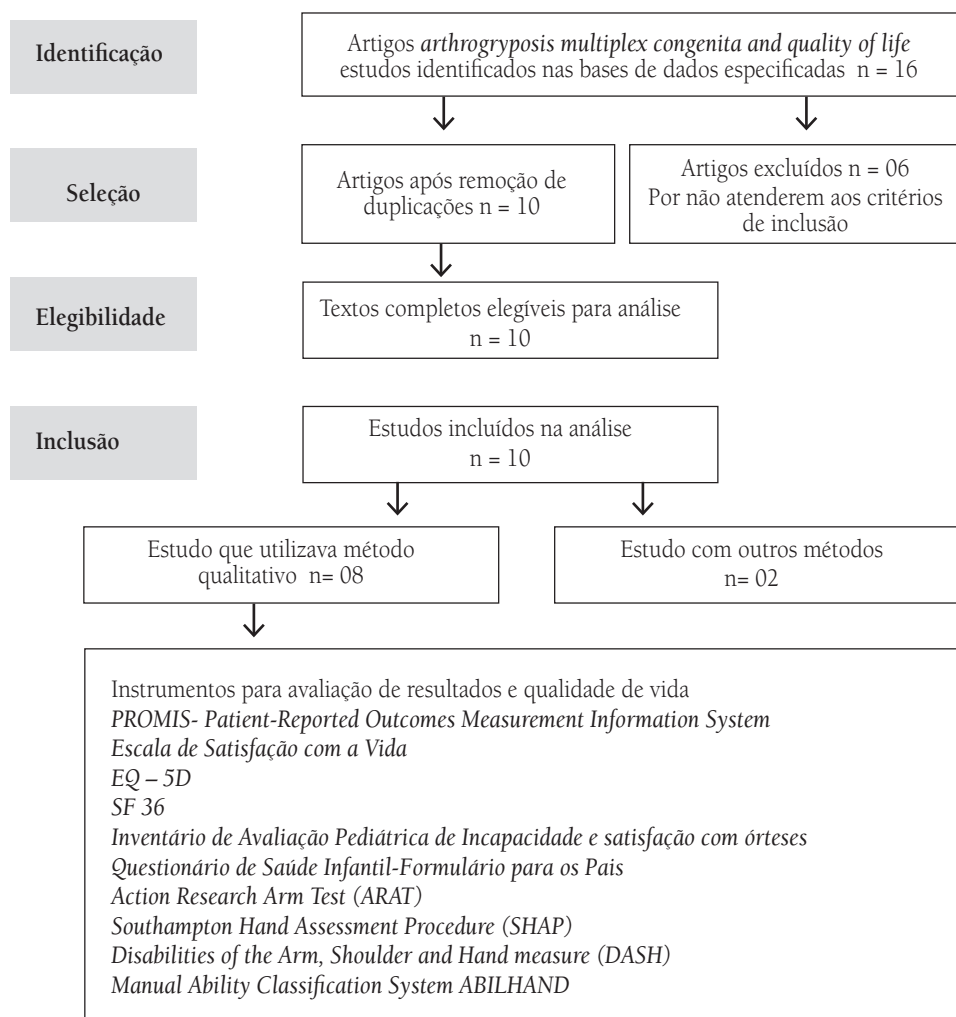 Identificação
Artigos arthrogryposis multiplex congenita and quality of life
estudos identificados nas bases de dados especificadas n = 16
Seleção
Artigos após remoção de
duplicações n = 10
Artigos excluídos n = 06
Por não atenderem aos critérios
de inclusão
Elegibilidade
Textos completos elegíveis para análise
n = 10
Inclusão
Estudos incluídos na análise
n = 10
Estudo que utilizava método
qualitativo n= 08
Estudo com outros métodos
n= 02
Instrumentos para avaliação de resultados e qualidade de vida
PROMIS- Patient-Reported Outcomes Measurement Information System
Escala de Satisfação com a Vida
EQ – 5D
SF 36
Inventário de Avaliação Pediátrica de Incapacidade e satisfação com órteses
Questionário de Saúde Infantil-Formulário para os Pais
Action Research Arm Test (ARAT)
Southampton Hand Assessment Procedure (SHAP)
Disabilities of the Arm, Shoulder and Hand measure (DASH)
Manual Ability Classification System ABILHAND